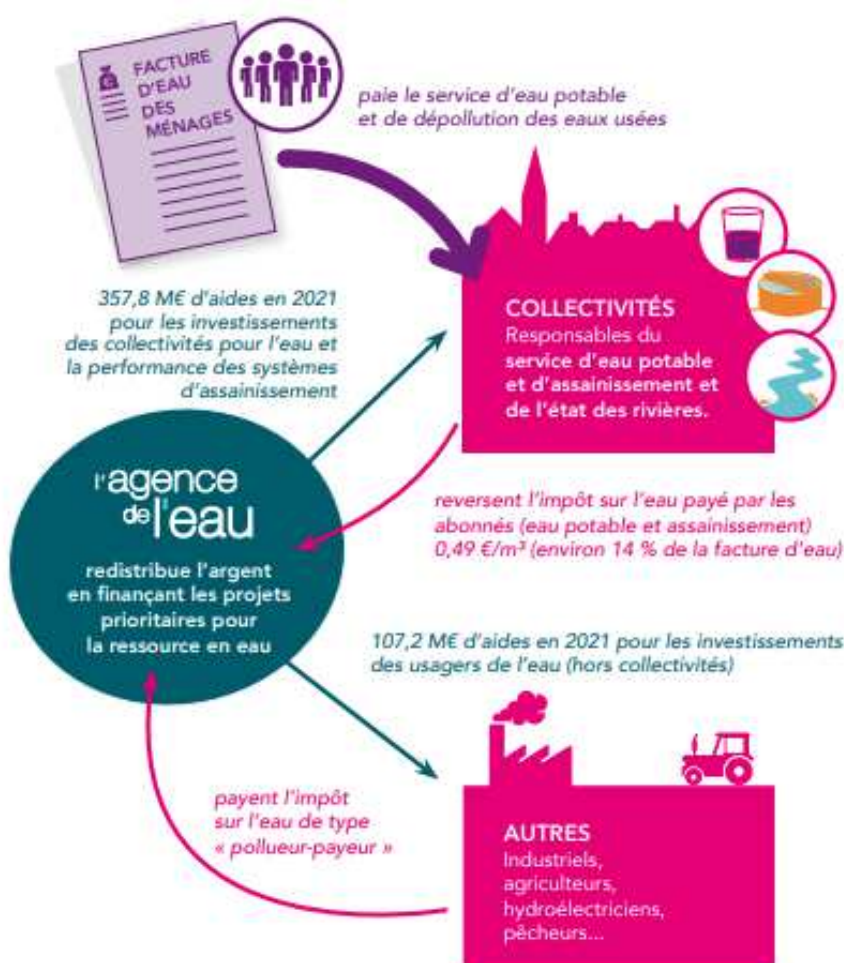 FACTURE
D'EAU
DES
MÉNAGES
paie le service d'eau potable
et de dépollution des eaux usées
357,8 M€ d'aides en 2021
pour les investissements
des collectivités pour l'eau et
la performance des systèmes
d'assainissement
COLLECTIVITÉS
Responsables du
service d'eau potable
et d'assainissement et
de l'état des rivières.
l'agence
de l'eau
redistribue l'argent
en finançant les projets
prioritaires pour
la ressource en eau
reversent l'impôt sur l'eau payé par les
abonnés (eau potable et assainissement)
0,49 €/m³ (environ 14 % de la facture d'eau)
107,2 M€ d'aides en 2021 pour les investissements
des usagers de l'eau (hors collectivités)
payent l'impôt
sur l'eau de type
« pollueur-payeur »
AUTRES
Industriels,
agriculteurs,
hydroélectriciens,
pêcheurs...